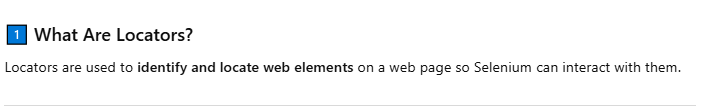 1 What Are Locators?
Locators are used to identify and locate web elements on a web page so Selenium can interact with them.